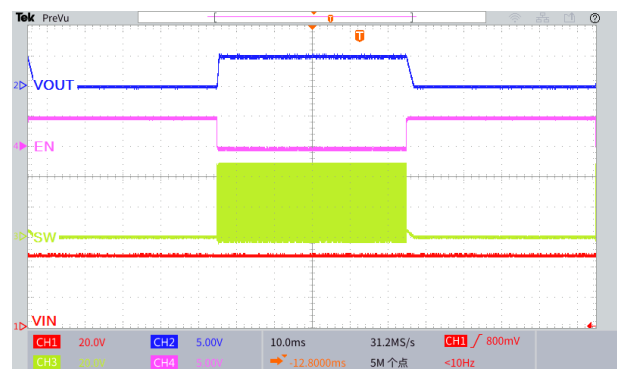 Tek PreVu
T
T
2 VOUT
4 EN
SW
1 VIN
CH1 20.0V CH2 5.00V 10.0ms 31.2MS/s CH1 800mV
CH3 20.0V CH4 5.00V -12.8000ms 5M 个点 <10Hz